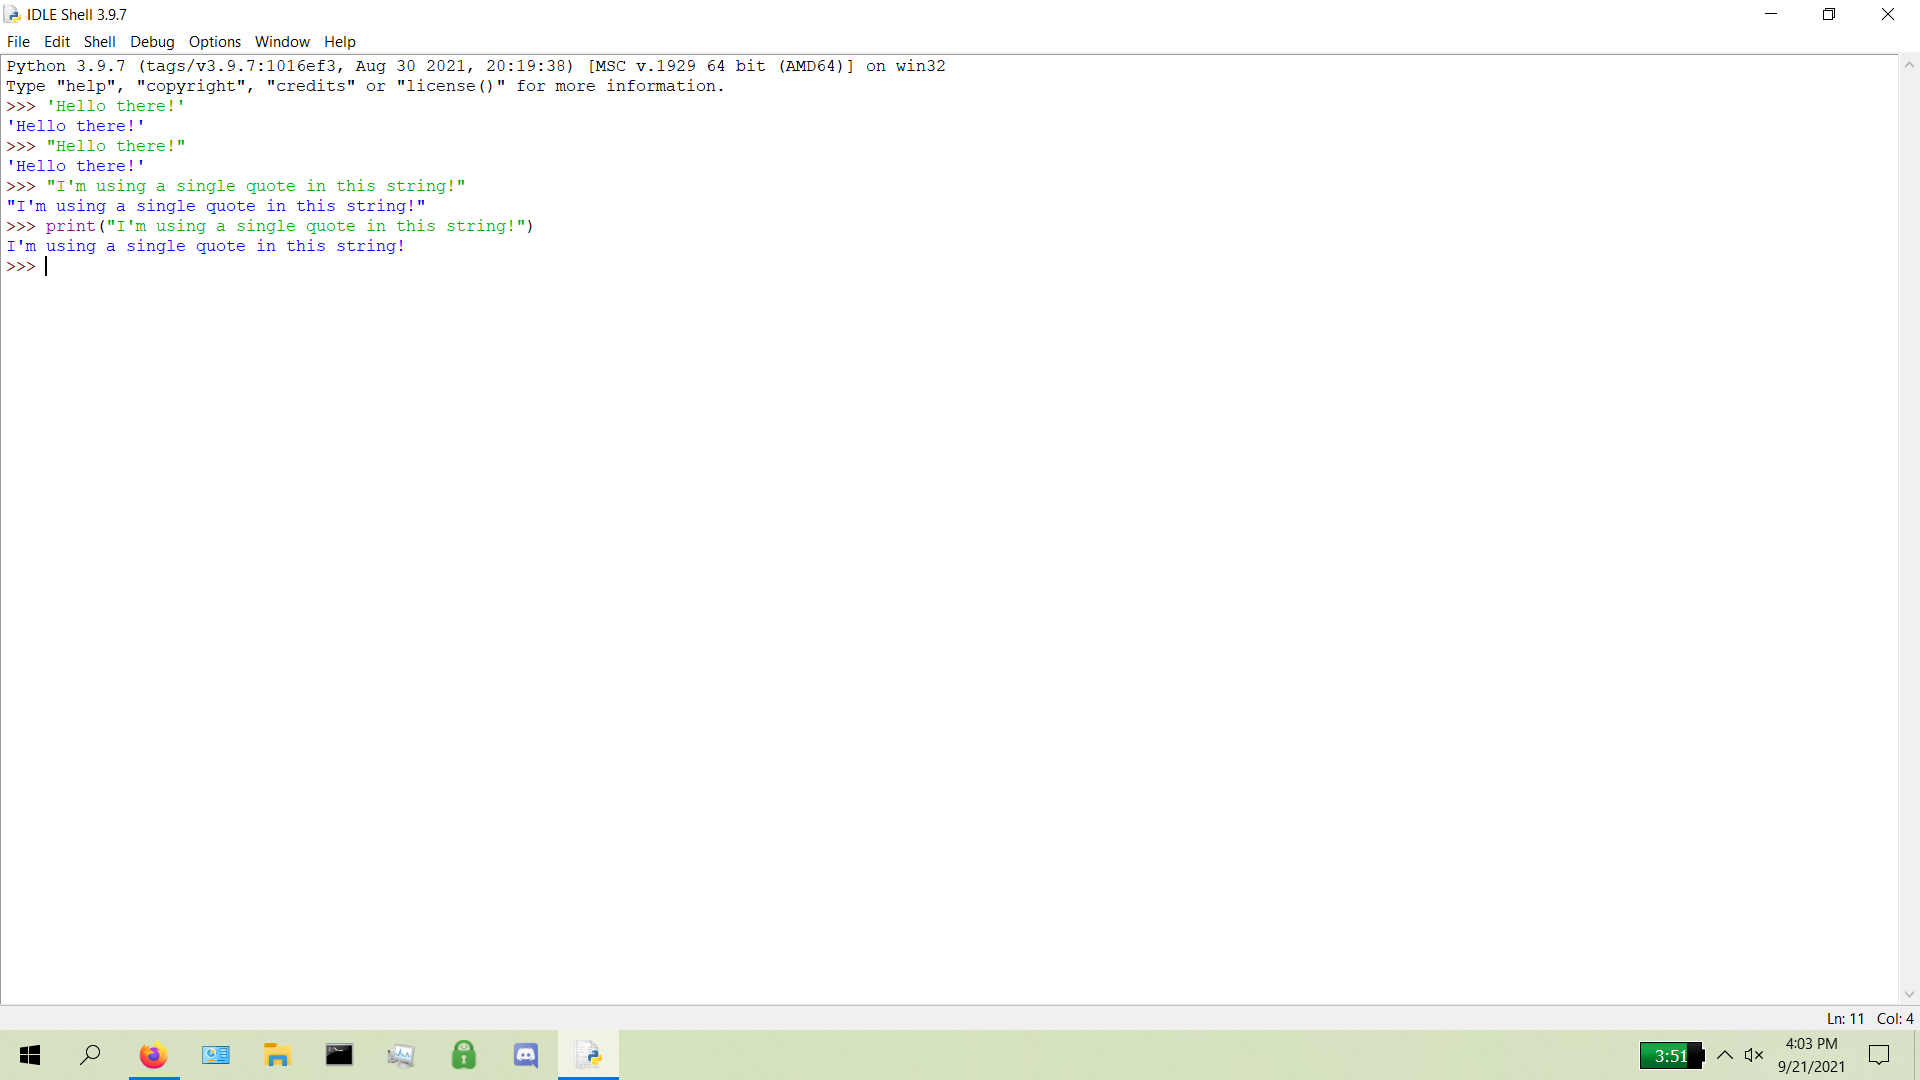 IDLE Shell 3.9.7
File Edit Shell Debug Options Window Help
Python 3.9.7 (tags/v3.9.7:1016ef3, Aug 30 2021, 20:19:38) [MSC v.1929 64 bit (AMD64)] on win32
Type "help", "copyright", "credits" or "license()" for more information.
>>> 'Hello there!'
'Hello there!'
>>> "Hello there!"
'Hello there!'
>>> "I'm using a single quote in this string!"
"I'm using a single quote in this string!"
>>> print("I'm using a single quote in this string!")
I'm using a single quote in this string!
>>>
Ln: 11 Col: 4
3:51
4:03 PM
9/21/2021